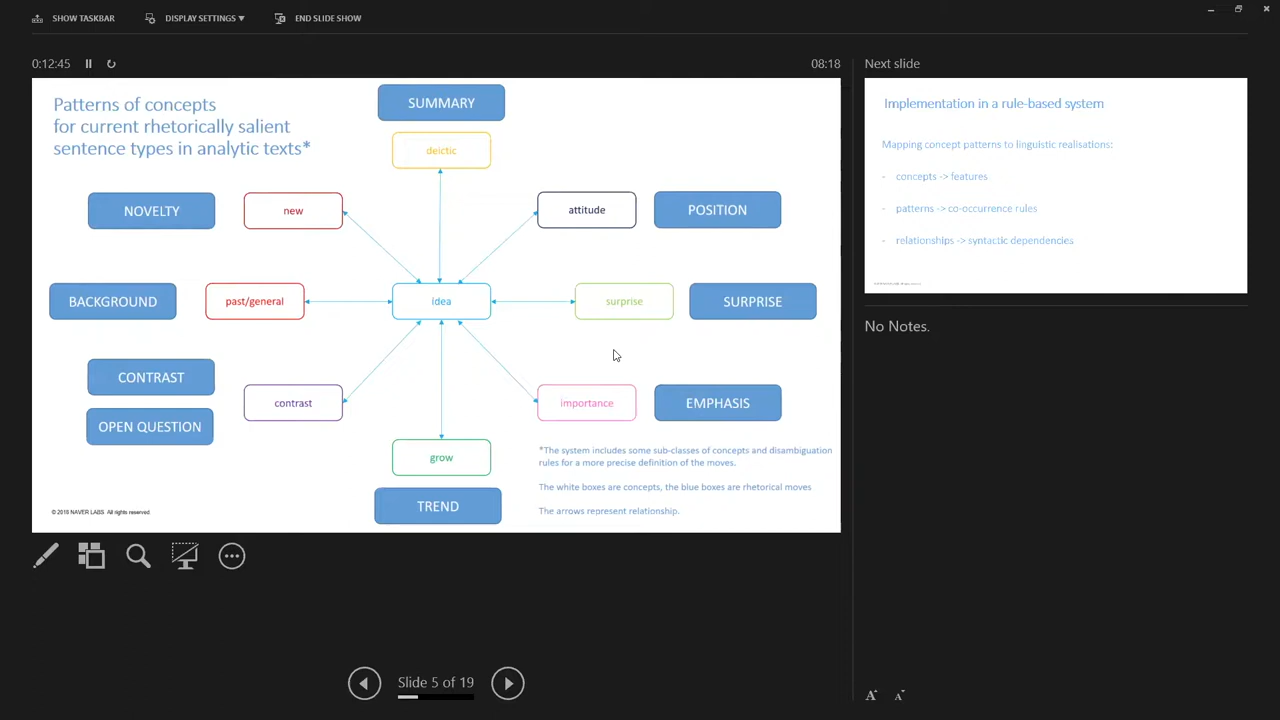 SHOW TASKBAR
DISPLAY SETTINGS ▼
END SLIDE SHOW
0:12:45
08:18
Next slide
Patterns of concepts
for current rhetorically salient
sentence types in analytic texts*
SUMMARY
deictic
NOVELTY
new
attitude
POSITION
BACKGROUND
past/general
idea
surprise
SURPRISE
CONTRAST
OPEN QUESTION
contrast
importance
EMPHASIS
grow
TREND
*The system includes some sub-classes of concepts and disambiguation
rules for a more precise definition of the moves.
The white boxes are concepts, the blue boxes are rhetorical moves
The arrows represent relationship.
© 2018 NAVER LABS All rights reserved.
Implementation in a rule-based system
Mapping concept patterns to linguistic realisations:
- concepts -> features
- patterns -> co-occurrence rules
- relationships -> syntactic dependencies
No Notes.
Slide 5 of 19
A
A